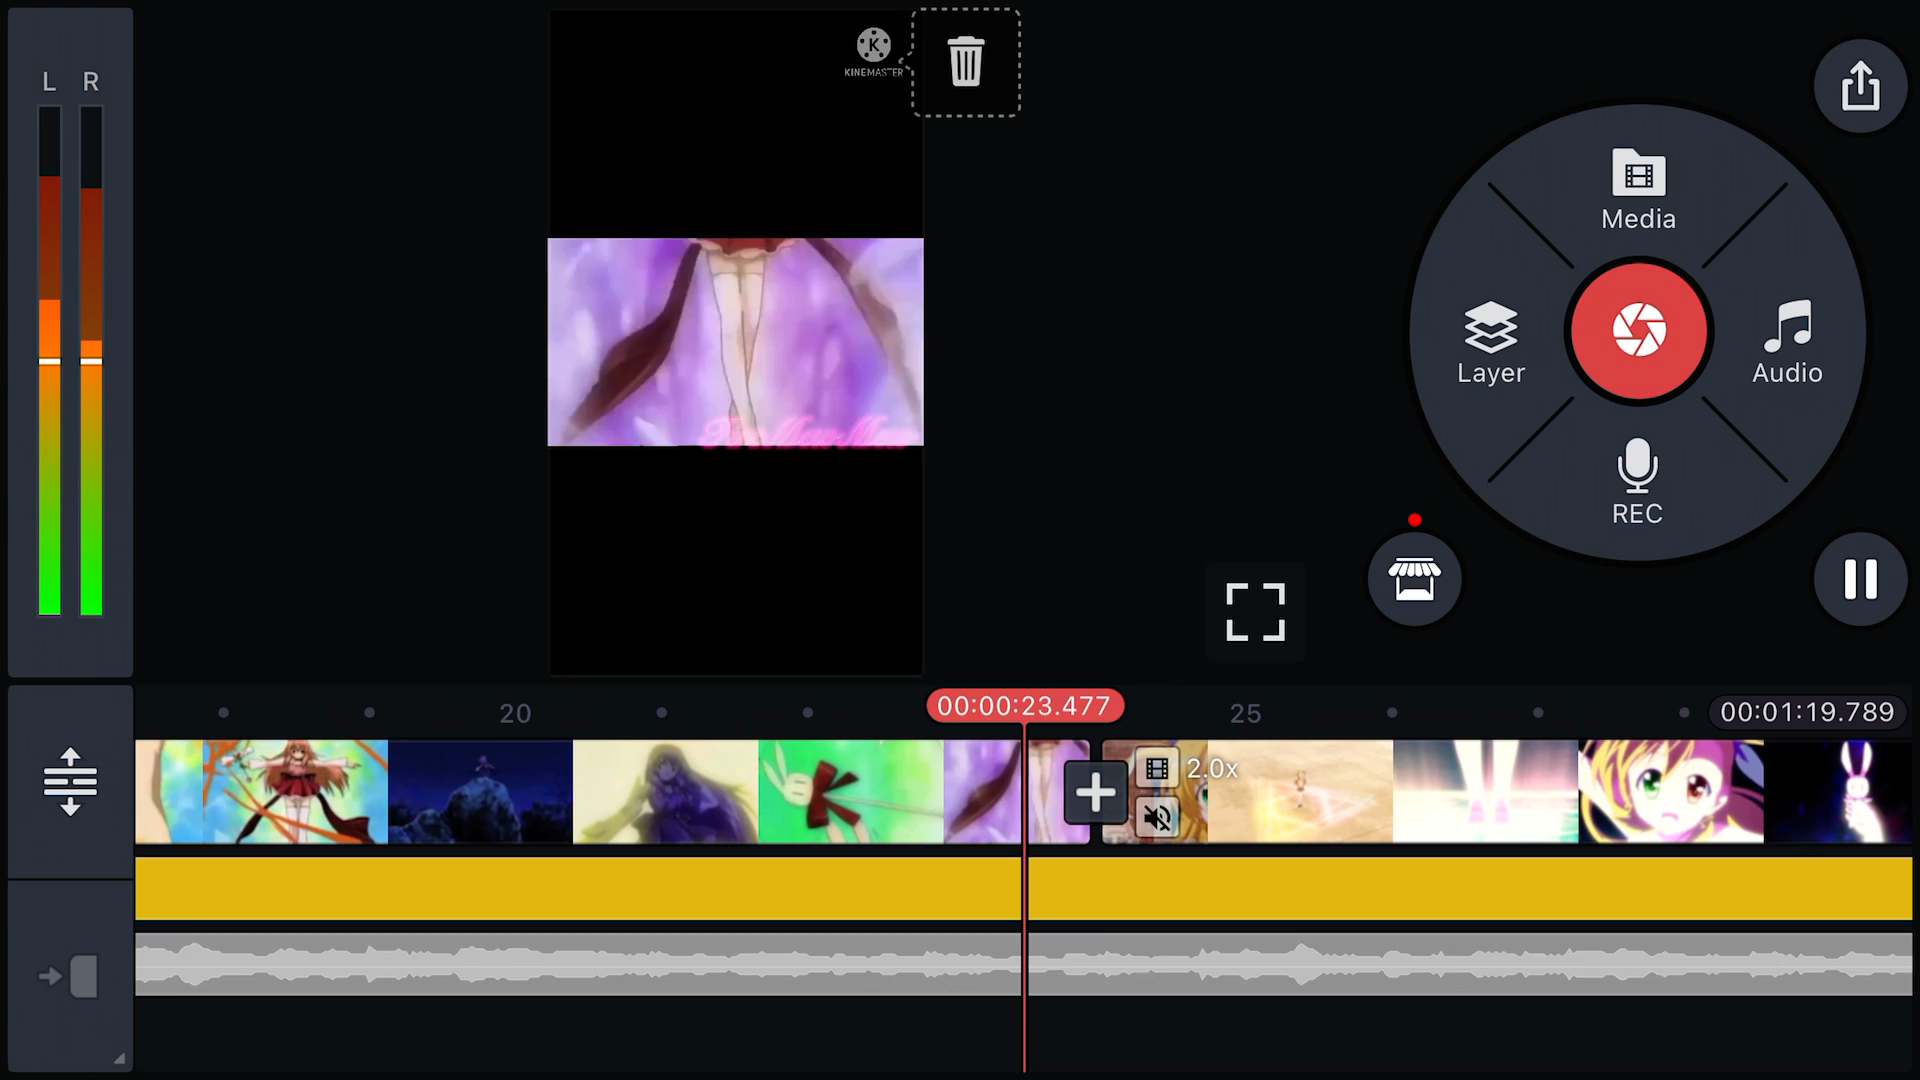 L R
KINEMASTER
Media
Layer
Audio
REC
00:00:23.477
20
25
00:01:19.789
2.0x